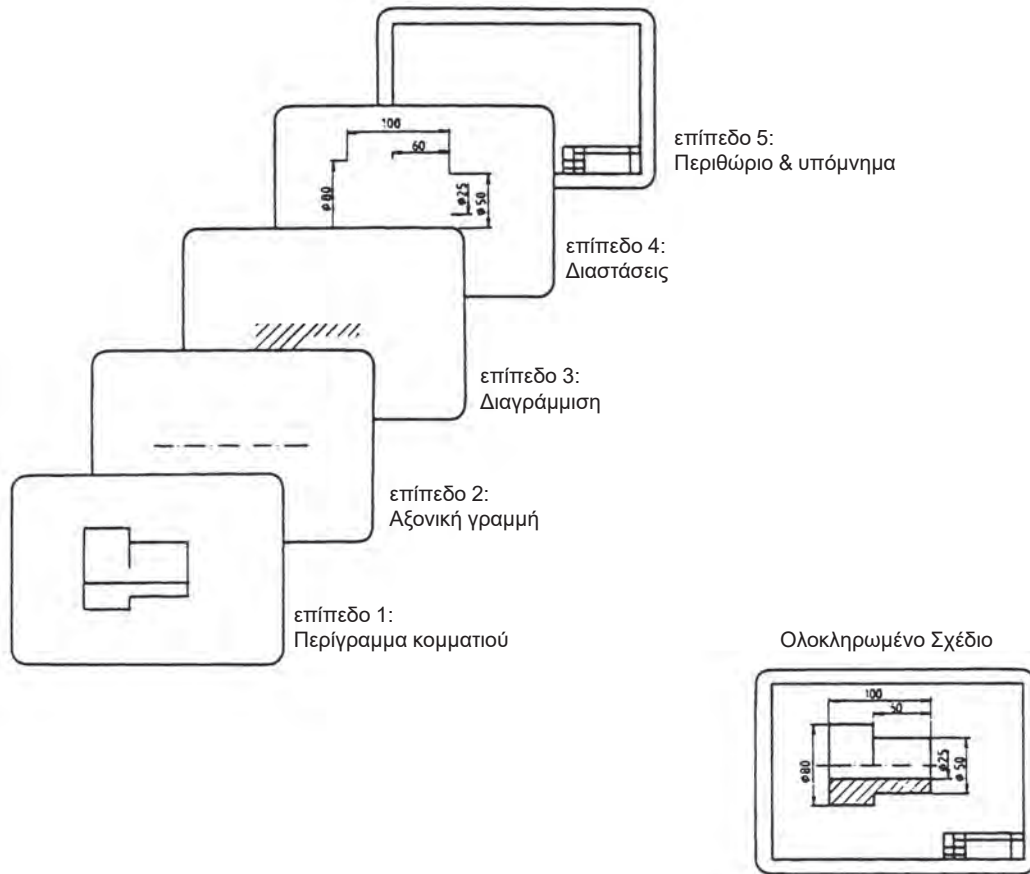 επίπεδο 5:
Περιθώριο & υπόμνημα
100
60
φ80
φ25
φ50
επίπεδο 4:
Διαστάσεις
επίπεδο 3:
Διαγράμμιση
επίπεδο 2:
Αξονική γραμμή
επίπεδο 1:
Περίγραμμα κομματιού
Ολοκληρωμένο Σχέδιο
100
φ80
φ25
φ50